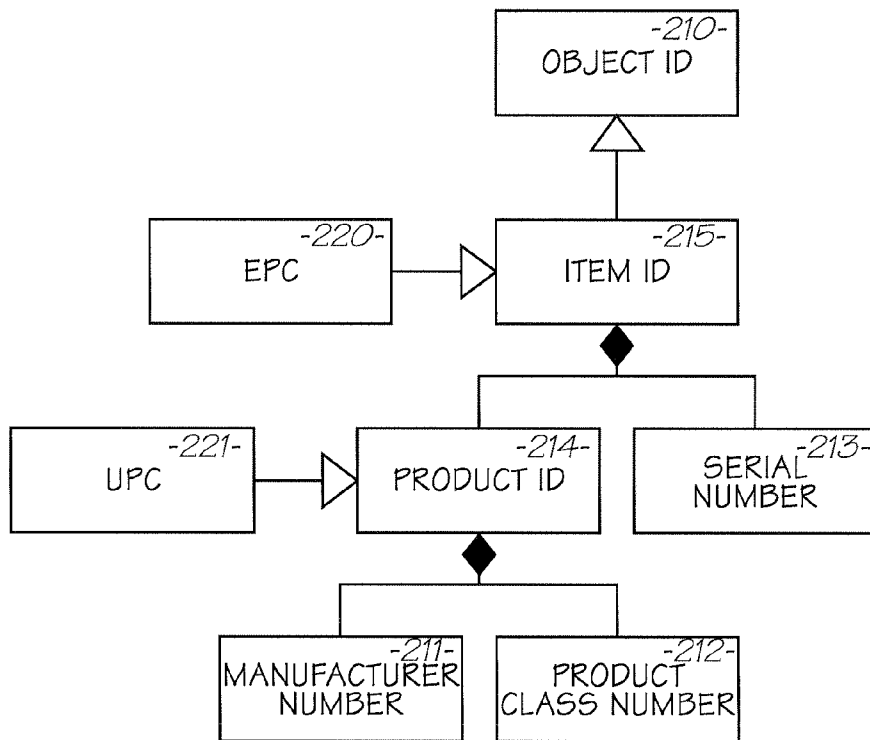 -210-
OBJECT ID
-220-
EPC
-215-
ITEM ID
-221-
UPC
-214-
PRODUCT ID
-213-
SERIAL
NUMBER
-211-
MANUFACTURER
NUMBER
-212-
PRODUCT
CLASS NUMBER